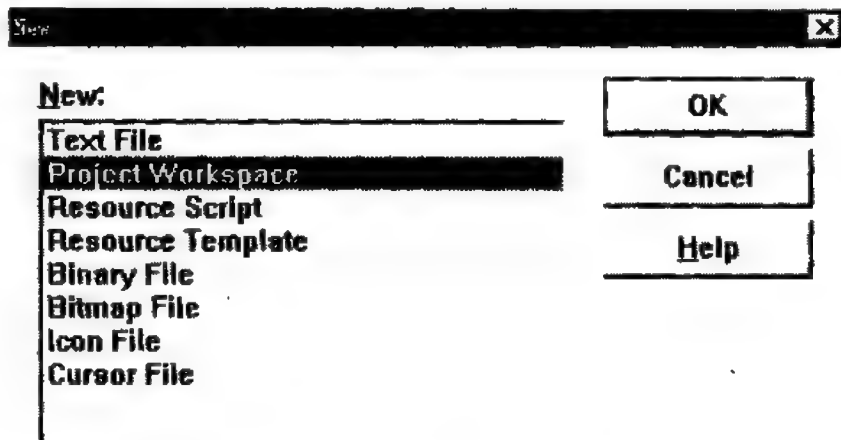 New
New:
OK
Text File
Project Workspace
Cancel
Resource Script
Resource Template
Help
Binary File
Bitmap File
Icon File
Cursor File